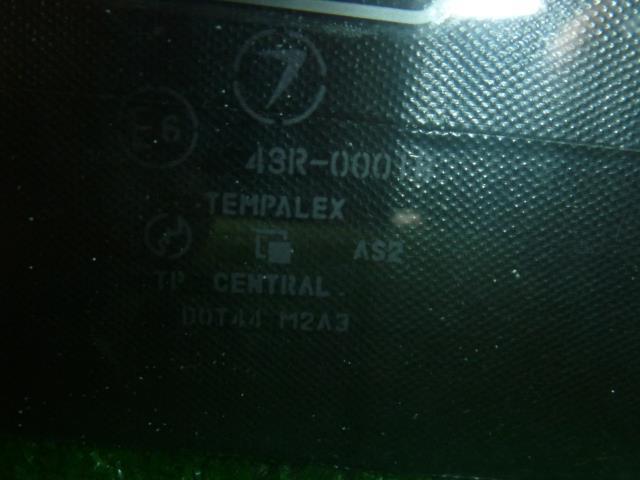 E6
43R-0001
TEMPALEX
AS2
TP CENTRAL
DOT44 M2A3